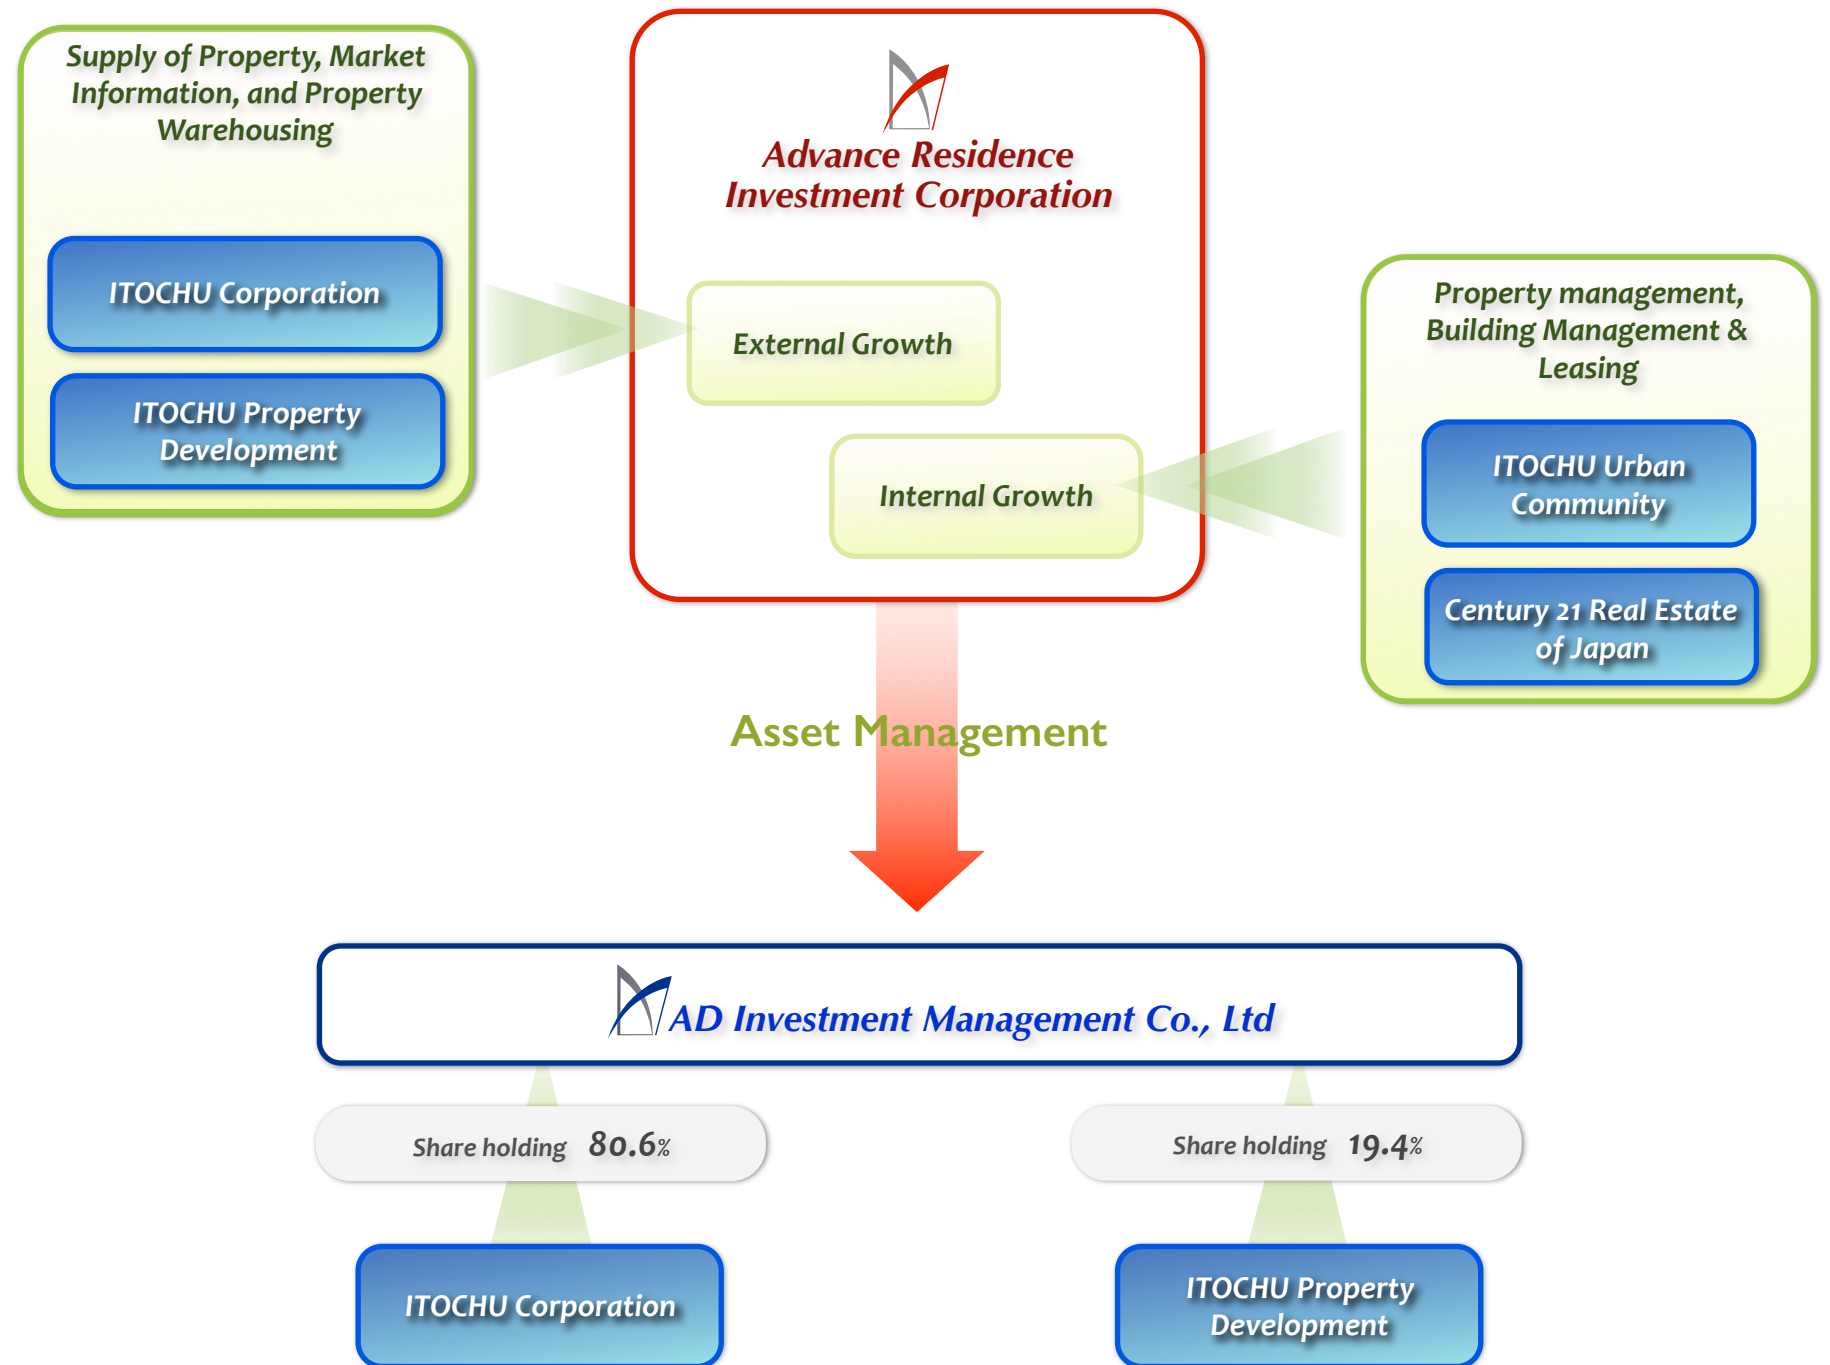 Supply of Property, Market
Information, and Property
Warehousing
ITOCHU Corporation
ITOCHU Property
Development
Advance Residence
Investment Corporation
External Growth
Internal Growth
Property management,
Building Management &
Leasing
ITOCHU Urban
Community
Century 21 Real Estate
of Japan
Asset Management
AD Investment Management Co., Ltd
Share holding 80.6%
Share holding 19.4%
ITOCHU Corporation
ITOCHU Property
Development